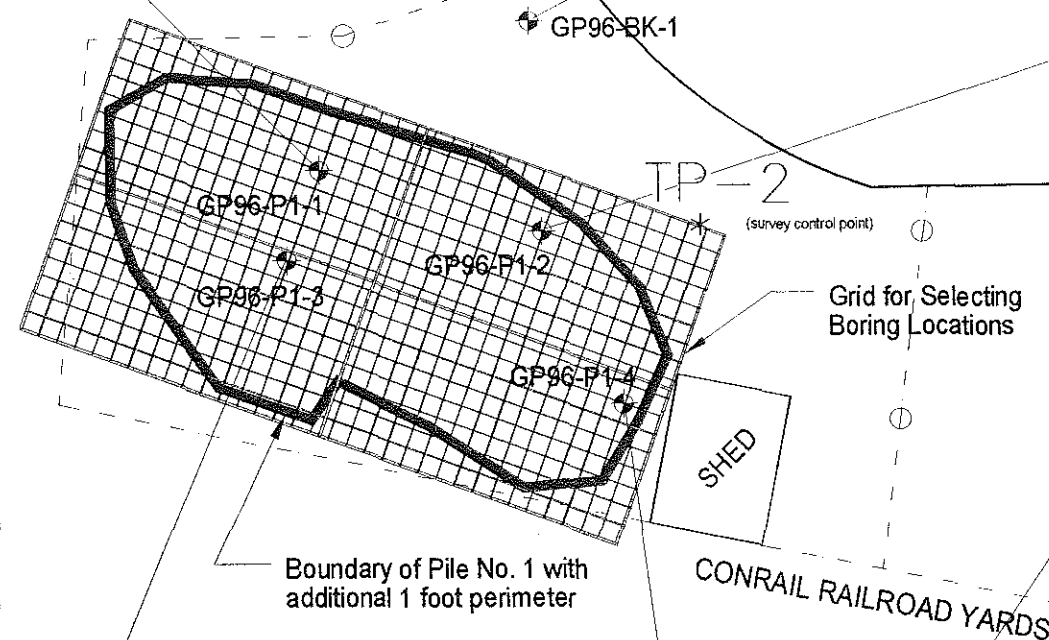 GP96-BK-1
TP-2
(survey control point)
GP96-P1-1
GP96-P1-2
GP96-P1-3
Grid for Selecting
Boring Locations
GP96-P1-4
SHED
Boundary of Pile No. 1 with
additional 1 foot perimeter
CONRAIL RAILROAD YARDS